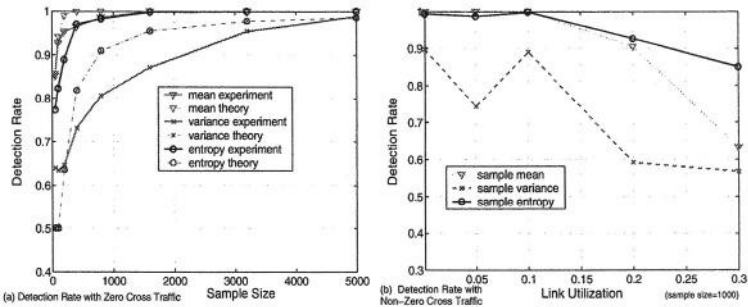 Detection Rate
1
0.9
0.8
0.7
0.6
0.5
0.4
0
1000
2000
3000
4000
5000
Sample Size
mean experiment
mean theory
variance experiment
variance theory
entropy experiment
entropy theory
(a) Detection Rate with Zero Cross Traffic
Detection Rate
1
0.9
0.8
0.7
0.6
0.5
0.4
0.3
0.2
0.1
0.05
0.1
0.2
0.3
Link Utilization
(sample size=1000)
sample mean
sample variance
sample entropy
(b) Detection Rate with
Non-Zero Cross Traffic